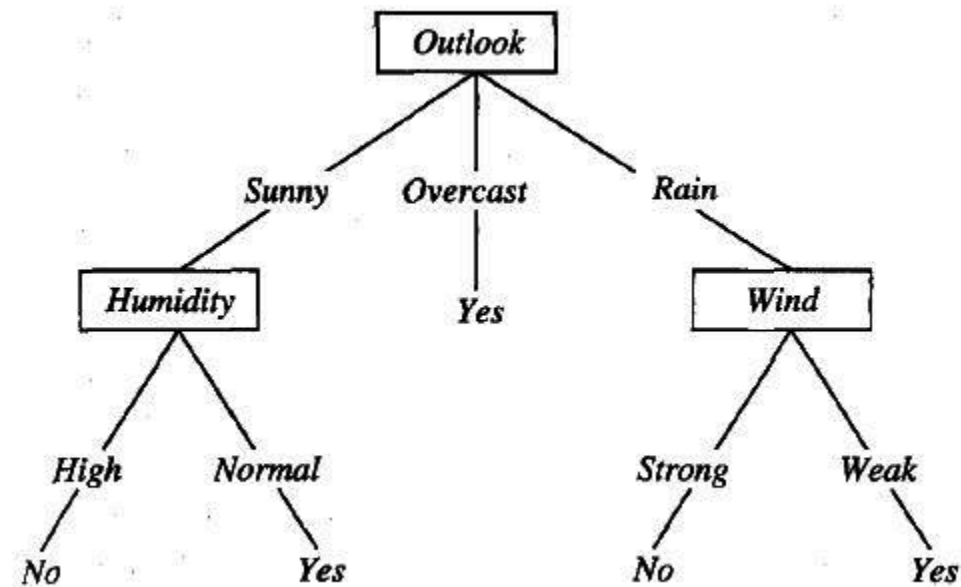 Outlook
Sunny Overcast Rain
Humidity Yes Wind
High Normal Strong Weak
No Yes No Yes